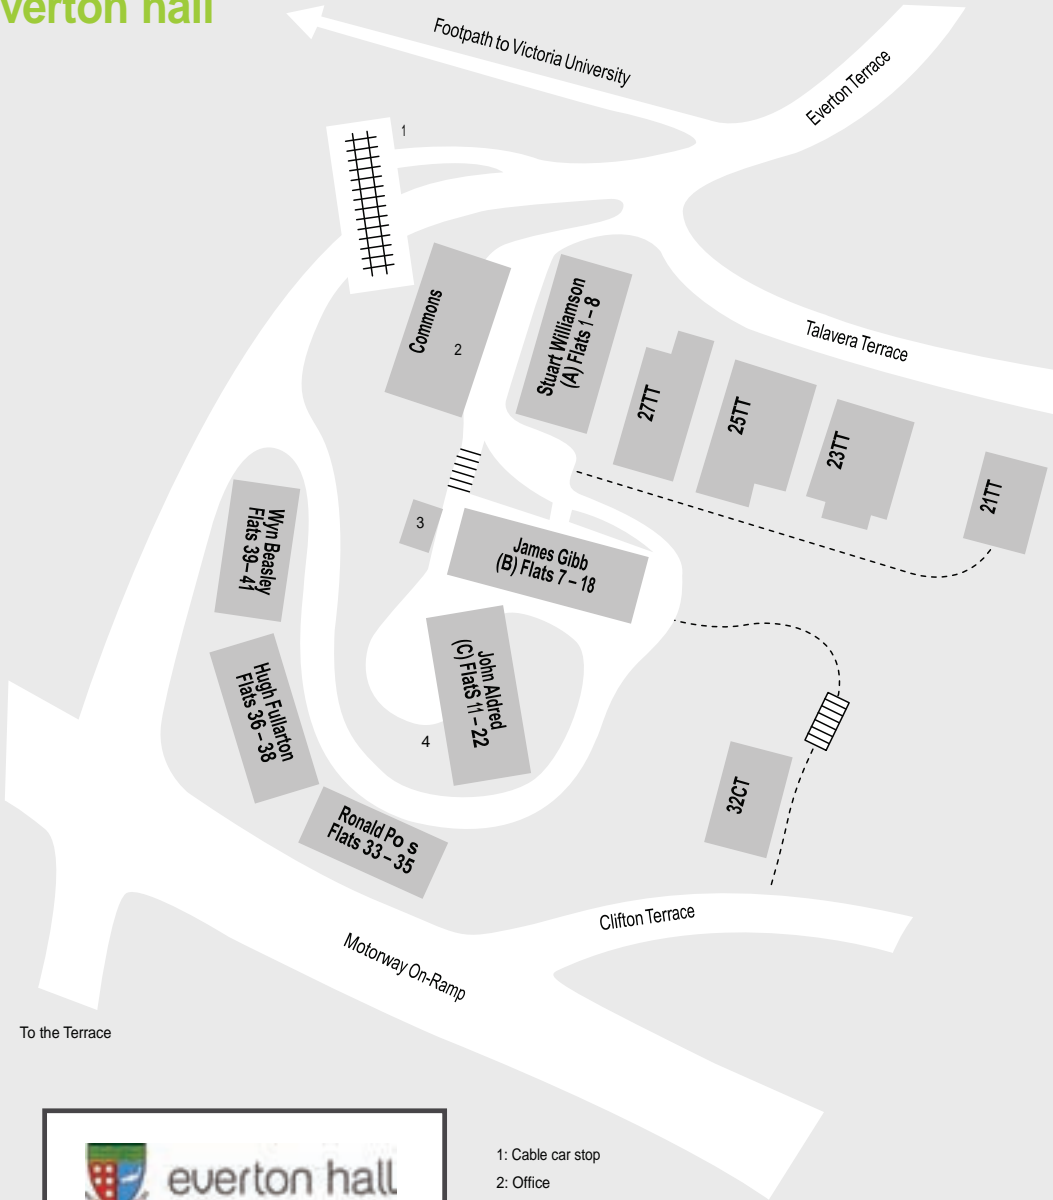 verton hall
Footpath to Victoria University
Everton Terrace
1
Commons
2
Stuart Williamson
(A) Flats 1 – 8
Talavera Terrace
27TT
25TT
23TT
21TT
3
James Gibb
(B) Flats 7 – 18
Wyn Beasley
Flats 39– 41
Hugh Fullarton
Flats 36 – 38
John Aldred
(C) FlatS 11 – 22
4
32CT
Ronald Po s
Flats 33 – 35
Clifton Terrace
Motorway On-Ramp
To the Terrace
everton hall
1: Cable car stop
2: Office